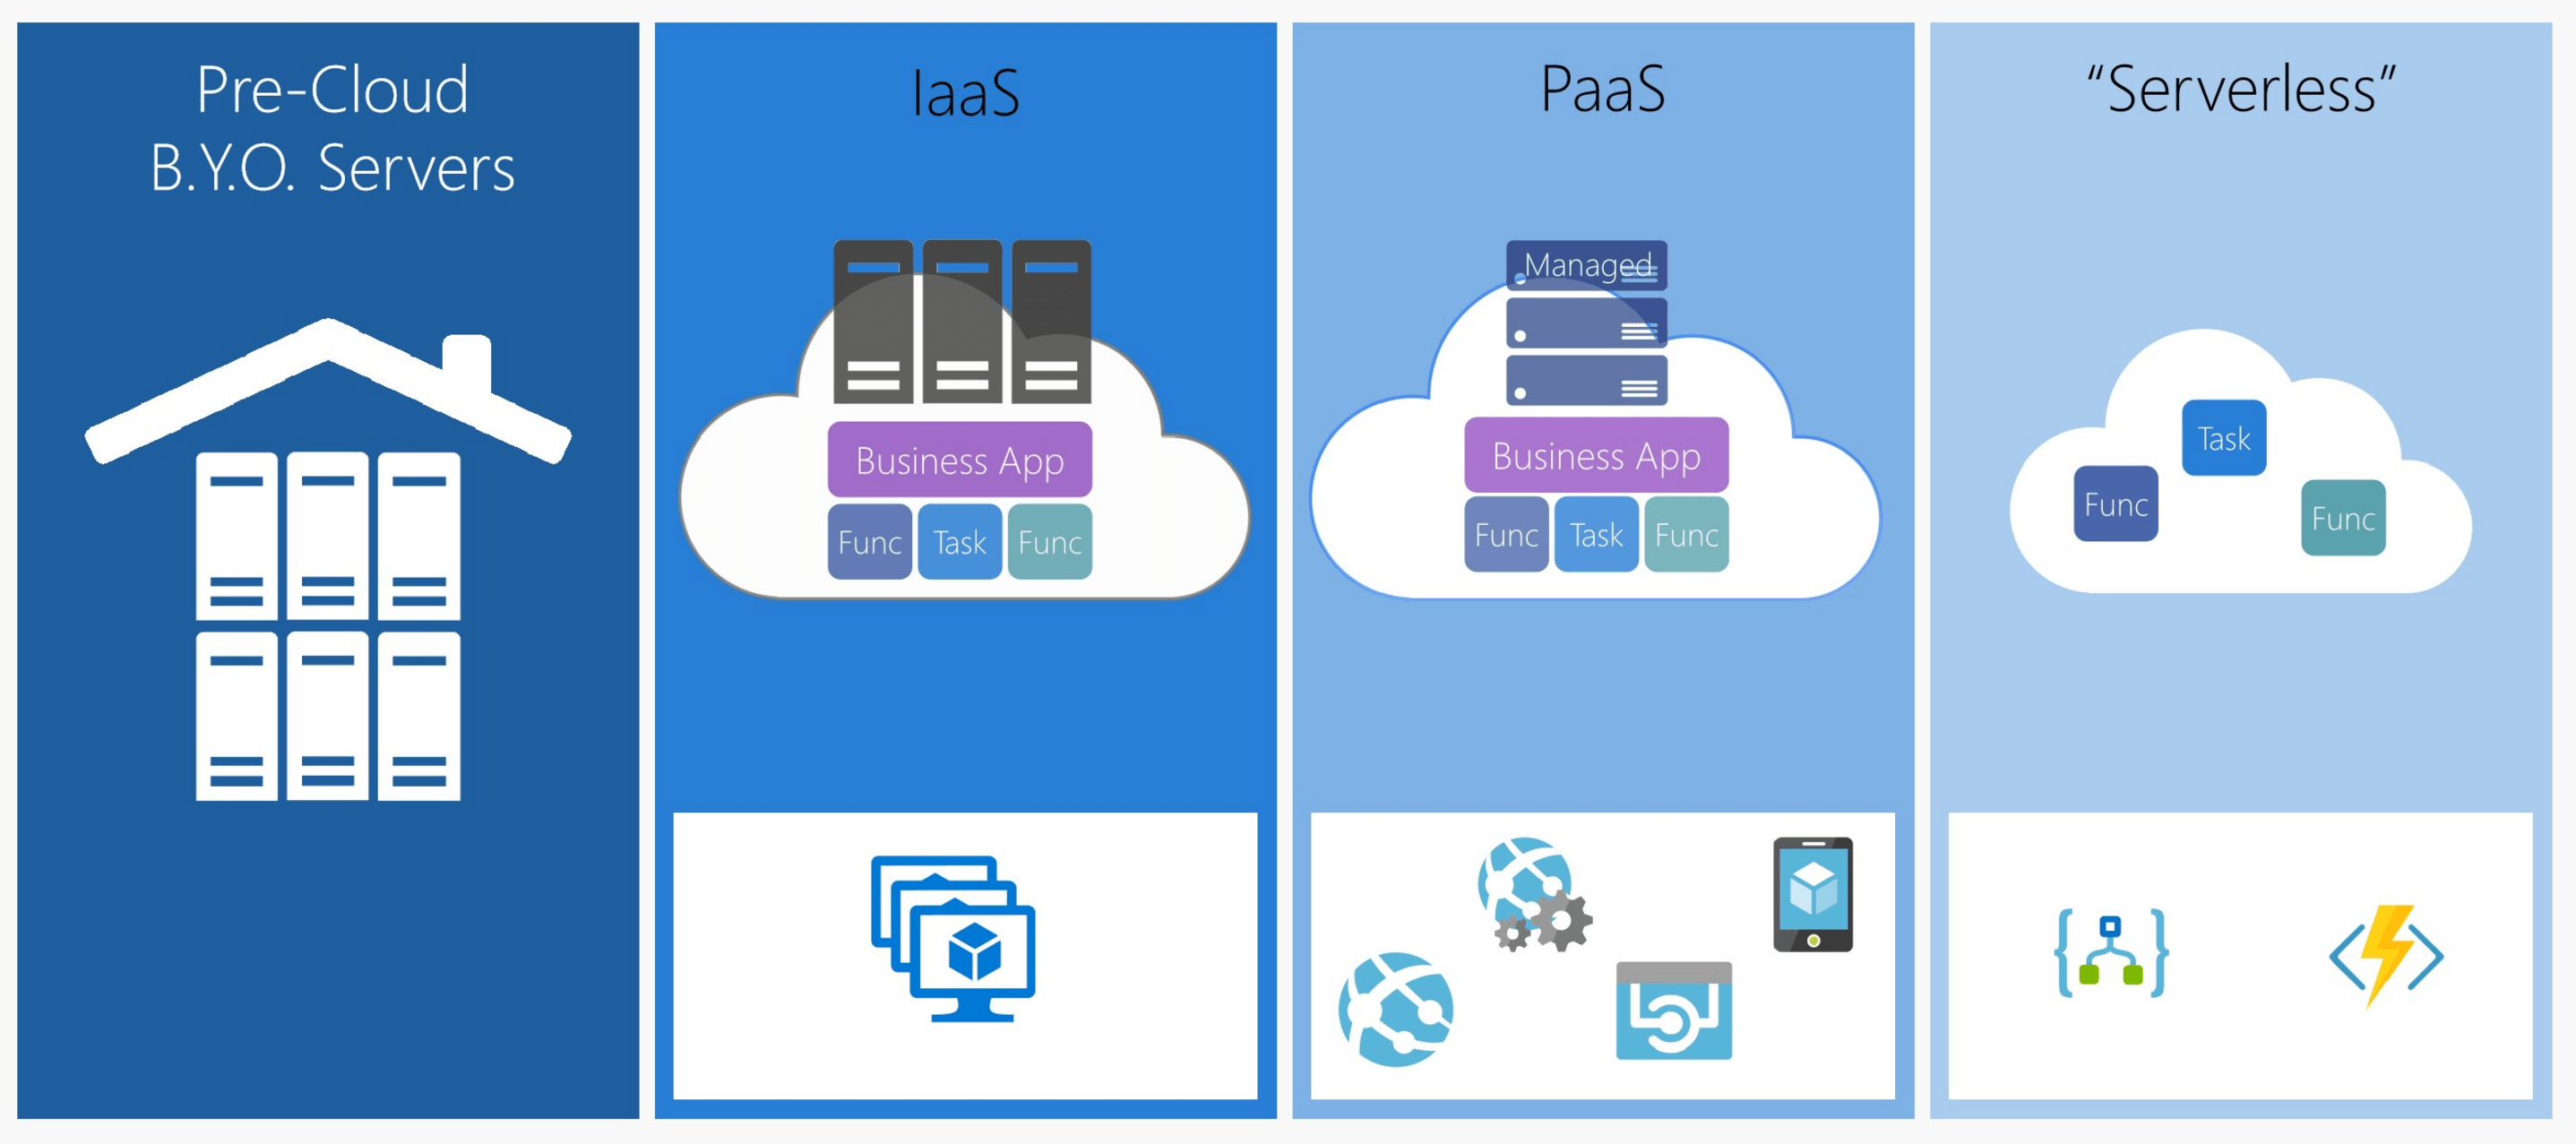 Pre-Cloud
B.Y.O. Servers
IaaS
Business App
Func Task Func
PaaS
Managed
Business App
Func Task Func
“Serverless”
Task
Func
Func